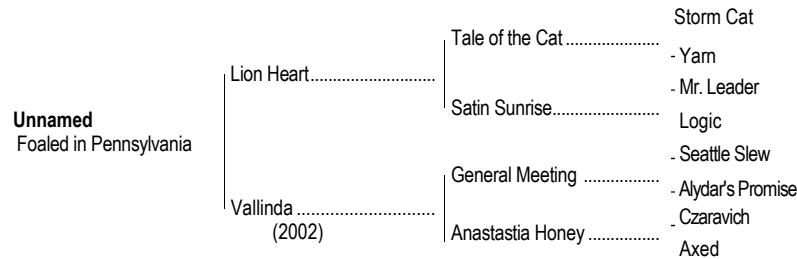 Storm Cat
Tale of the Cat ....................
- Yarn
Lion Heart...........................
- Mr. Leader
Satin Sunrise.......................
Logic
Unnamed
Foaled in Pennsylvania
- Seattle Slew
General Meeting .................
- Alydar's Promise
Vallinda ..............................
Czaravich
(2002)
Anastastia Honey ................
Axed